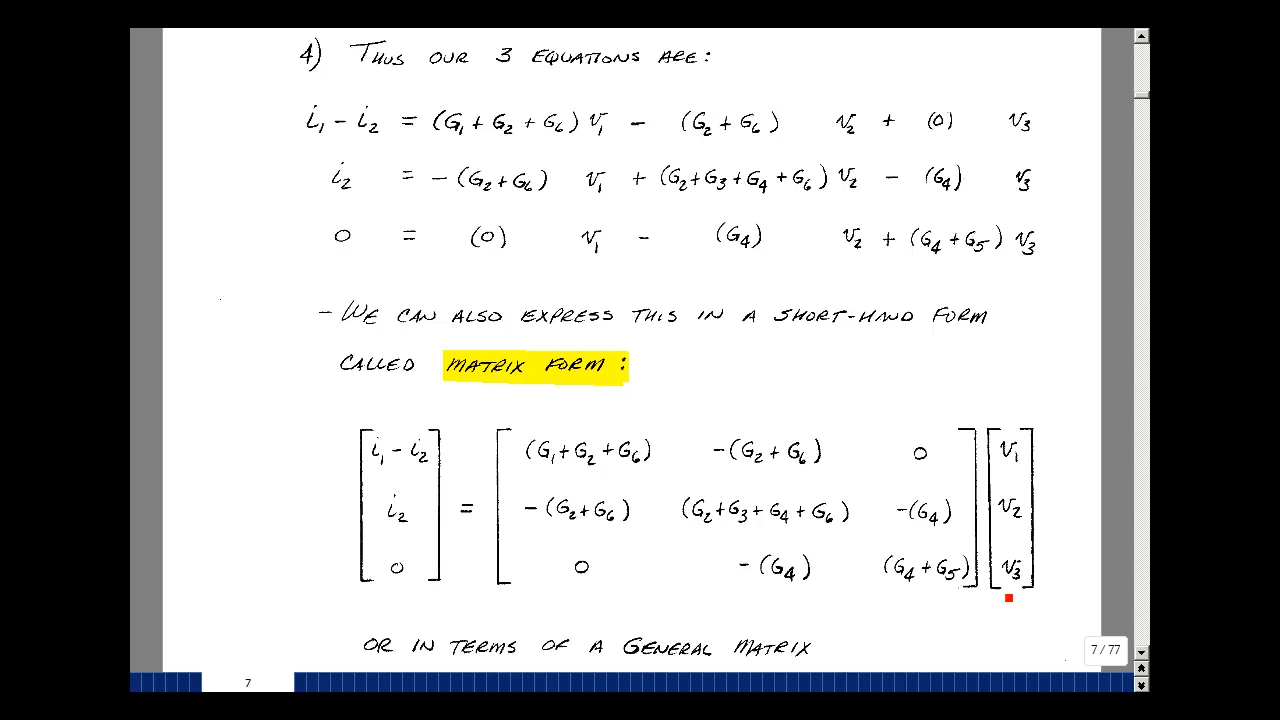 4) THUS OUR 3 EQUATIONS ARE:
i₁ - i₂ = (G₁ + G₂ + G₆) v₁ - (G₂ + G₆) v₂ + (0) v₃
i₂ = - (G₂ + G₆) v₁ + (G₂ + G₃ + G₄ + G₆) v₂ - (G₄) v₃
0 = (0) v₁ - (G₄) v₂ + (G₄ + G₅) v₃
- WE CAN ALSO EXPRESS THIS IN A SHORT-HAND FORM
CALLED MATRIX FORM:
i₁ - i₂ (G₁ + G₂ + G₆) -(G₂ + G₆) 0 v₁
i₂ = - (G₂ + G₆) (G₂ + G₃ + G₄ + G₆) -(G₄) v₂
0 0 - (G₄) (G₄ + G₅) v₃
OR IN TERMS OF A GENERAL MATRIX
7 / 77
7